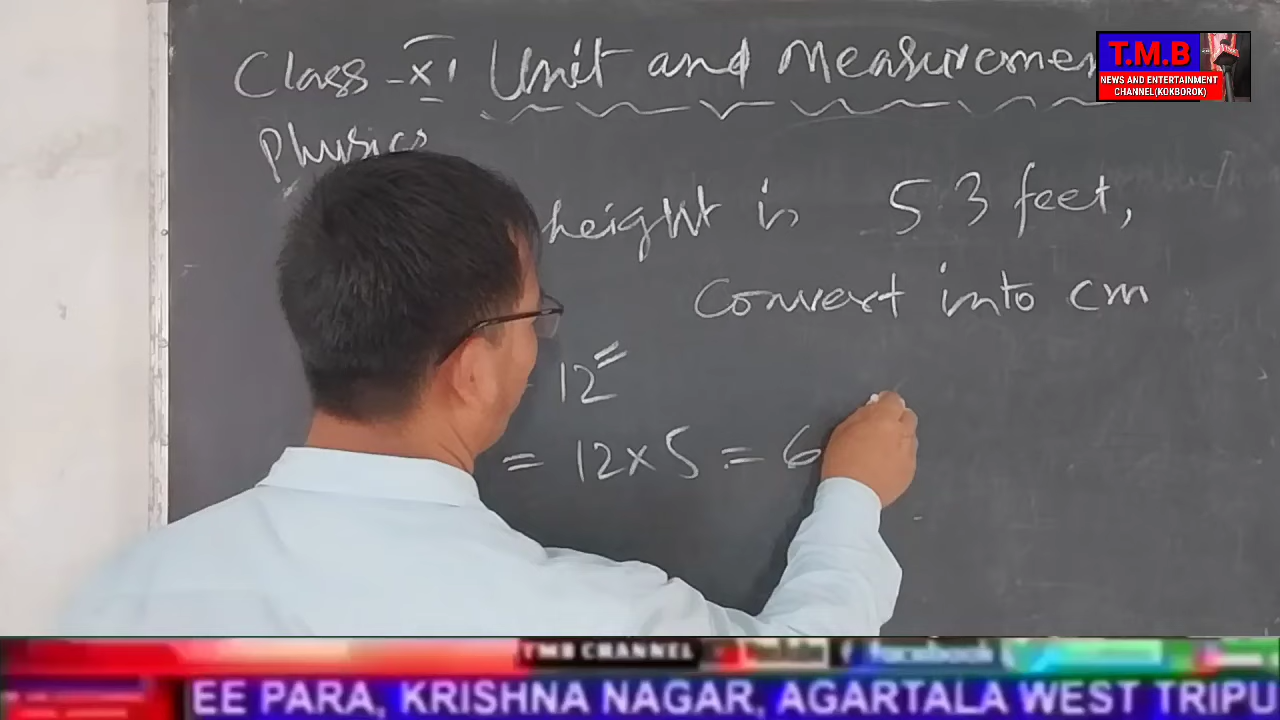 Class - XI Unit and Measuremen
Physics
height is 5 3 feet,
Convert into cm
12"
= 12 x 5 = 6
T.M.B
NEWS AND ENTERTAINMENT
CHANNEL(KOKBOROK)
TMB CHANNEL facebook
EE PARA, KRISHNA NAGAR, AGARTALA WEST TRIPU